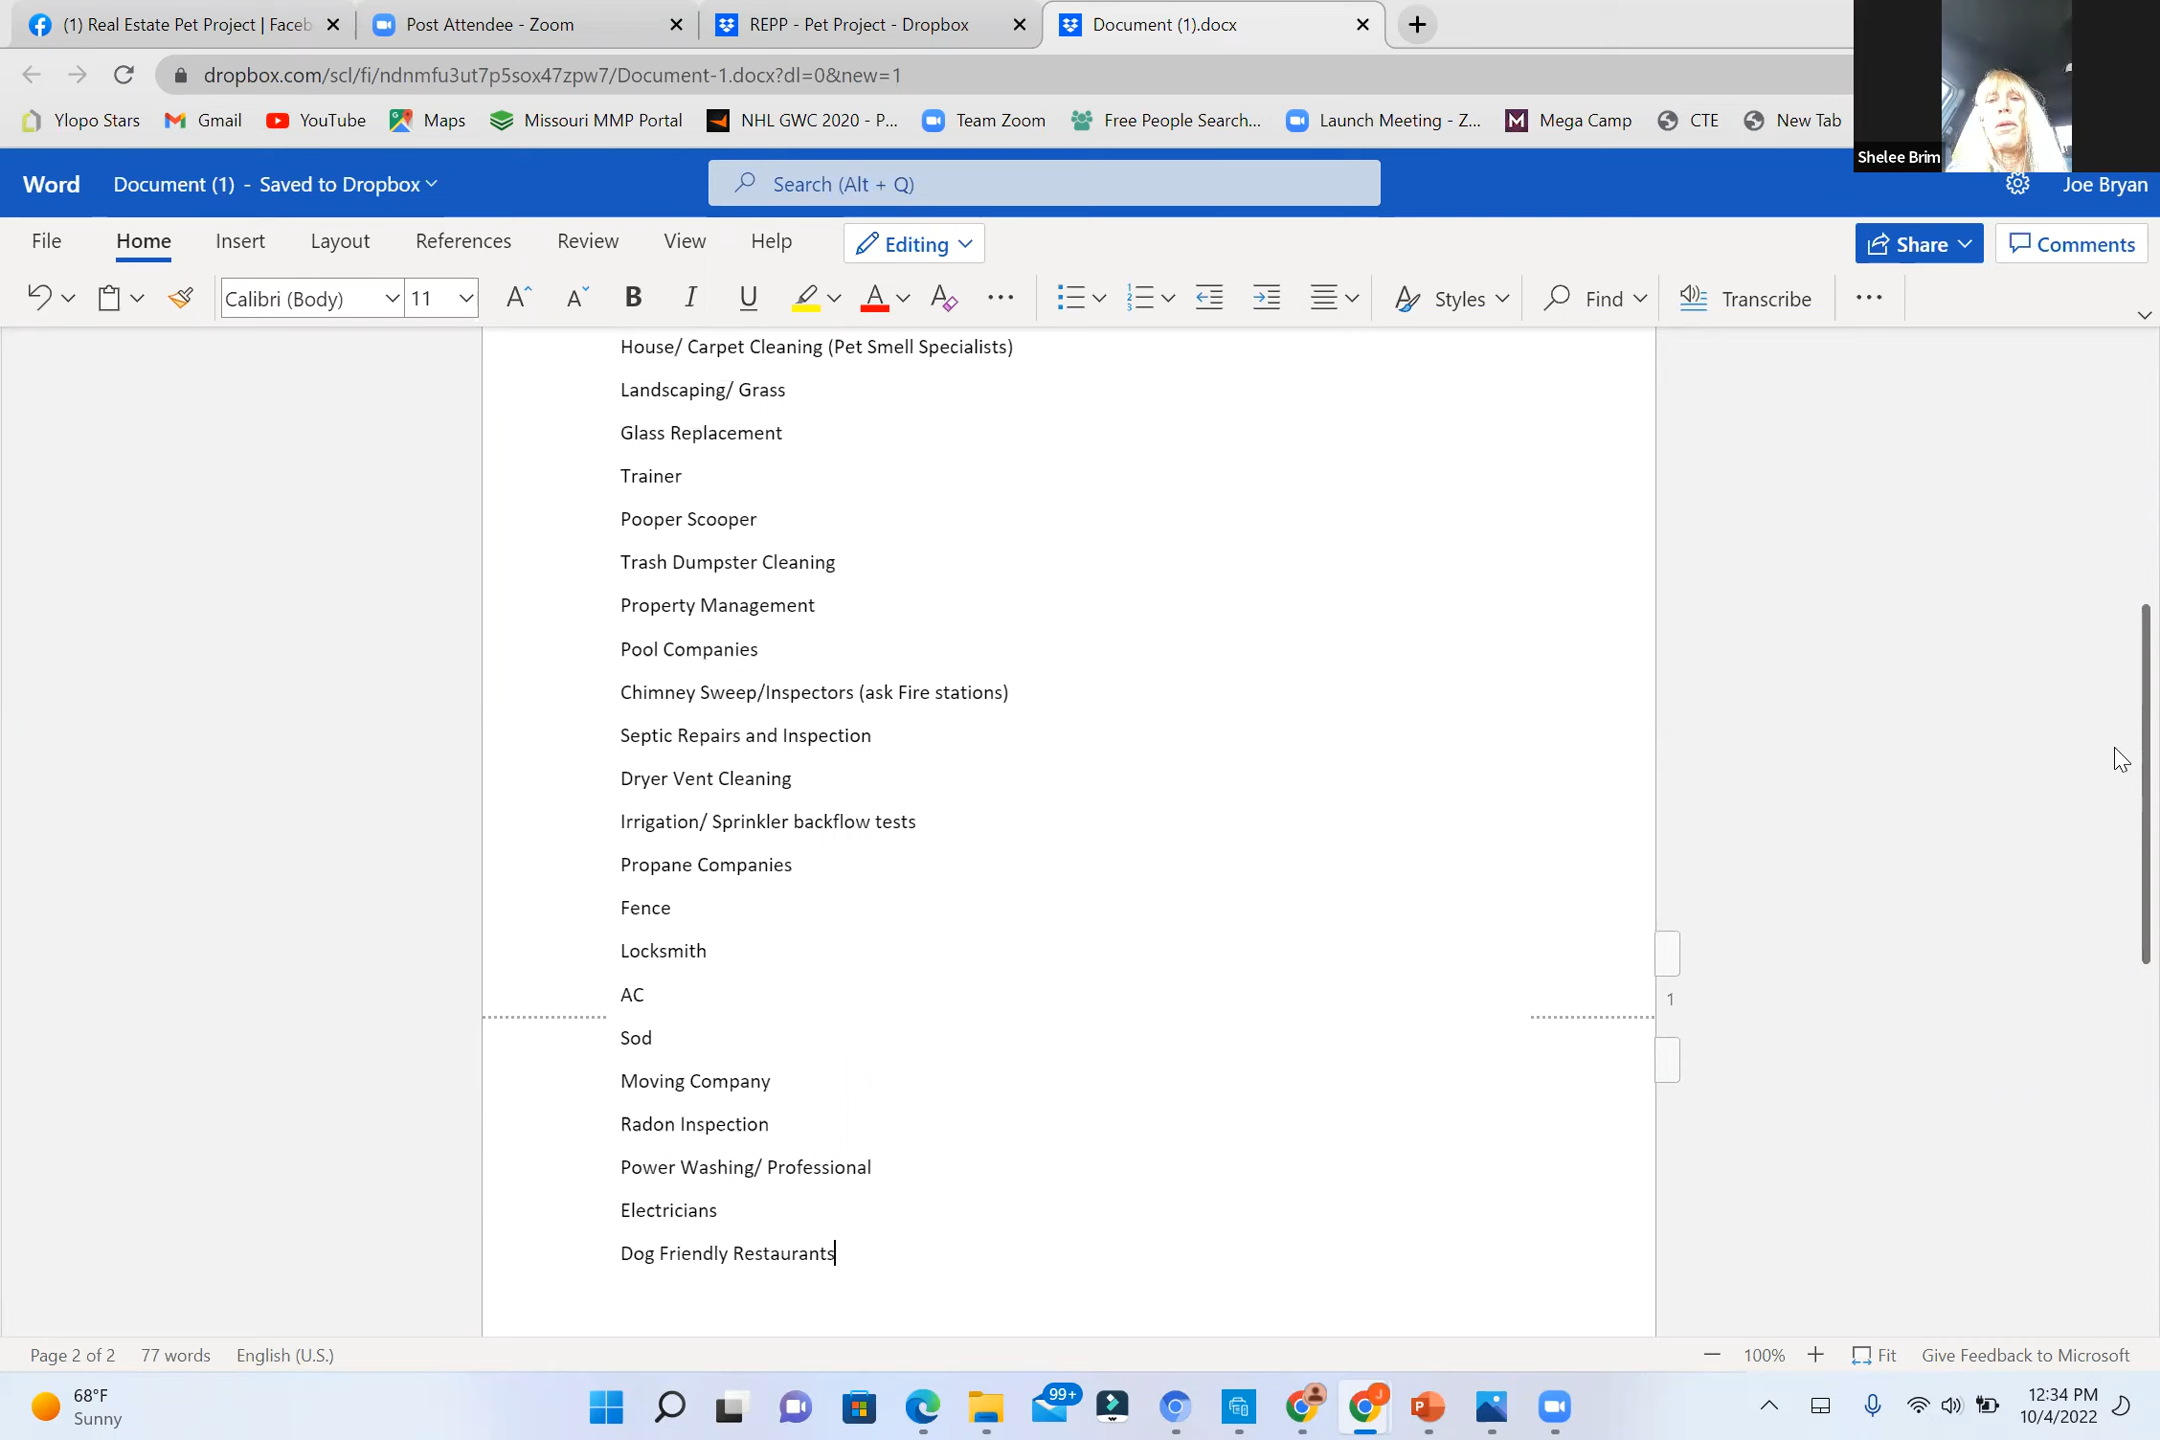 (1) Real Estate Pet Project | Faceb
Post Attendee - Zoom
REPP - Pet Project - Dropbox
Document (1).docx
dropbox.com/scl/fi/ndnmfu3ut7p5sox47zpw7/Document-1.docx?dl=0&new=1
Ylopo Stars
Gmail
YouTube
Maps
Missouri MMP Portal
NHL GWC 2020 - P...
Team Zoom
Free People Search...
Launch Meeting - Z...
Mega Camp
CTE
New Tab
Shelee Brim
Word
Document (1) - Saved to Dropbox
Search (Alt + Q)
Joe Bryan
File
Home
Insert
Layout
References
Review
View
Help
Editing
Share
Comments
Calibri (Body)
11
Styles
Find
Transcribe
House/ Carpet Cleaning (Pet Smell Specialists)
Landscaping/ Grass
Glass Replacement
Trainer
Pooper Scooper
Trash Dumpster Cleaning
Property Management
Pool Companies
Chimney Sweep/Inspectors (ask Fire stations)
Septic Repairs and Inspection
Dryer Vent Cleaning
Irrigation/ Sprinkler backflow tests
Propane Companies
Fence
Locksmith
AC
1
Sod
Moving Company
Radon Inspection
Power Washing/ Professional
Electricians
Dog Friendly Restaurants
Page 2 of 2
77 words
English (U.S.)
100%
Fit
Give Feedback to Microsoft
68°F
Sunny
99+
12:34 PM
10/4/2022